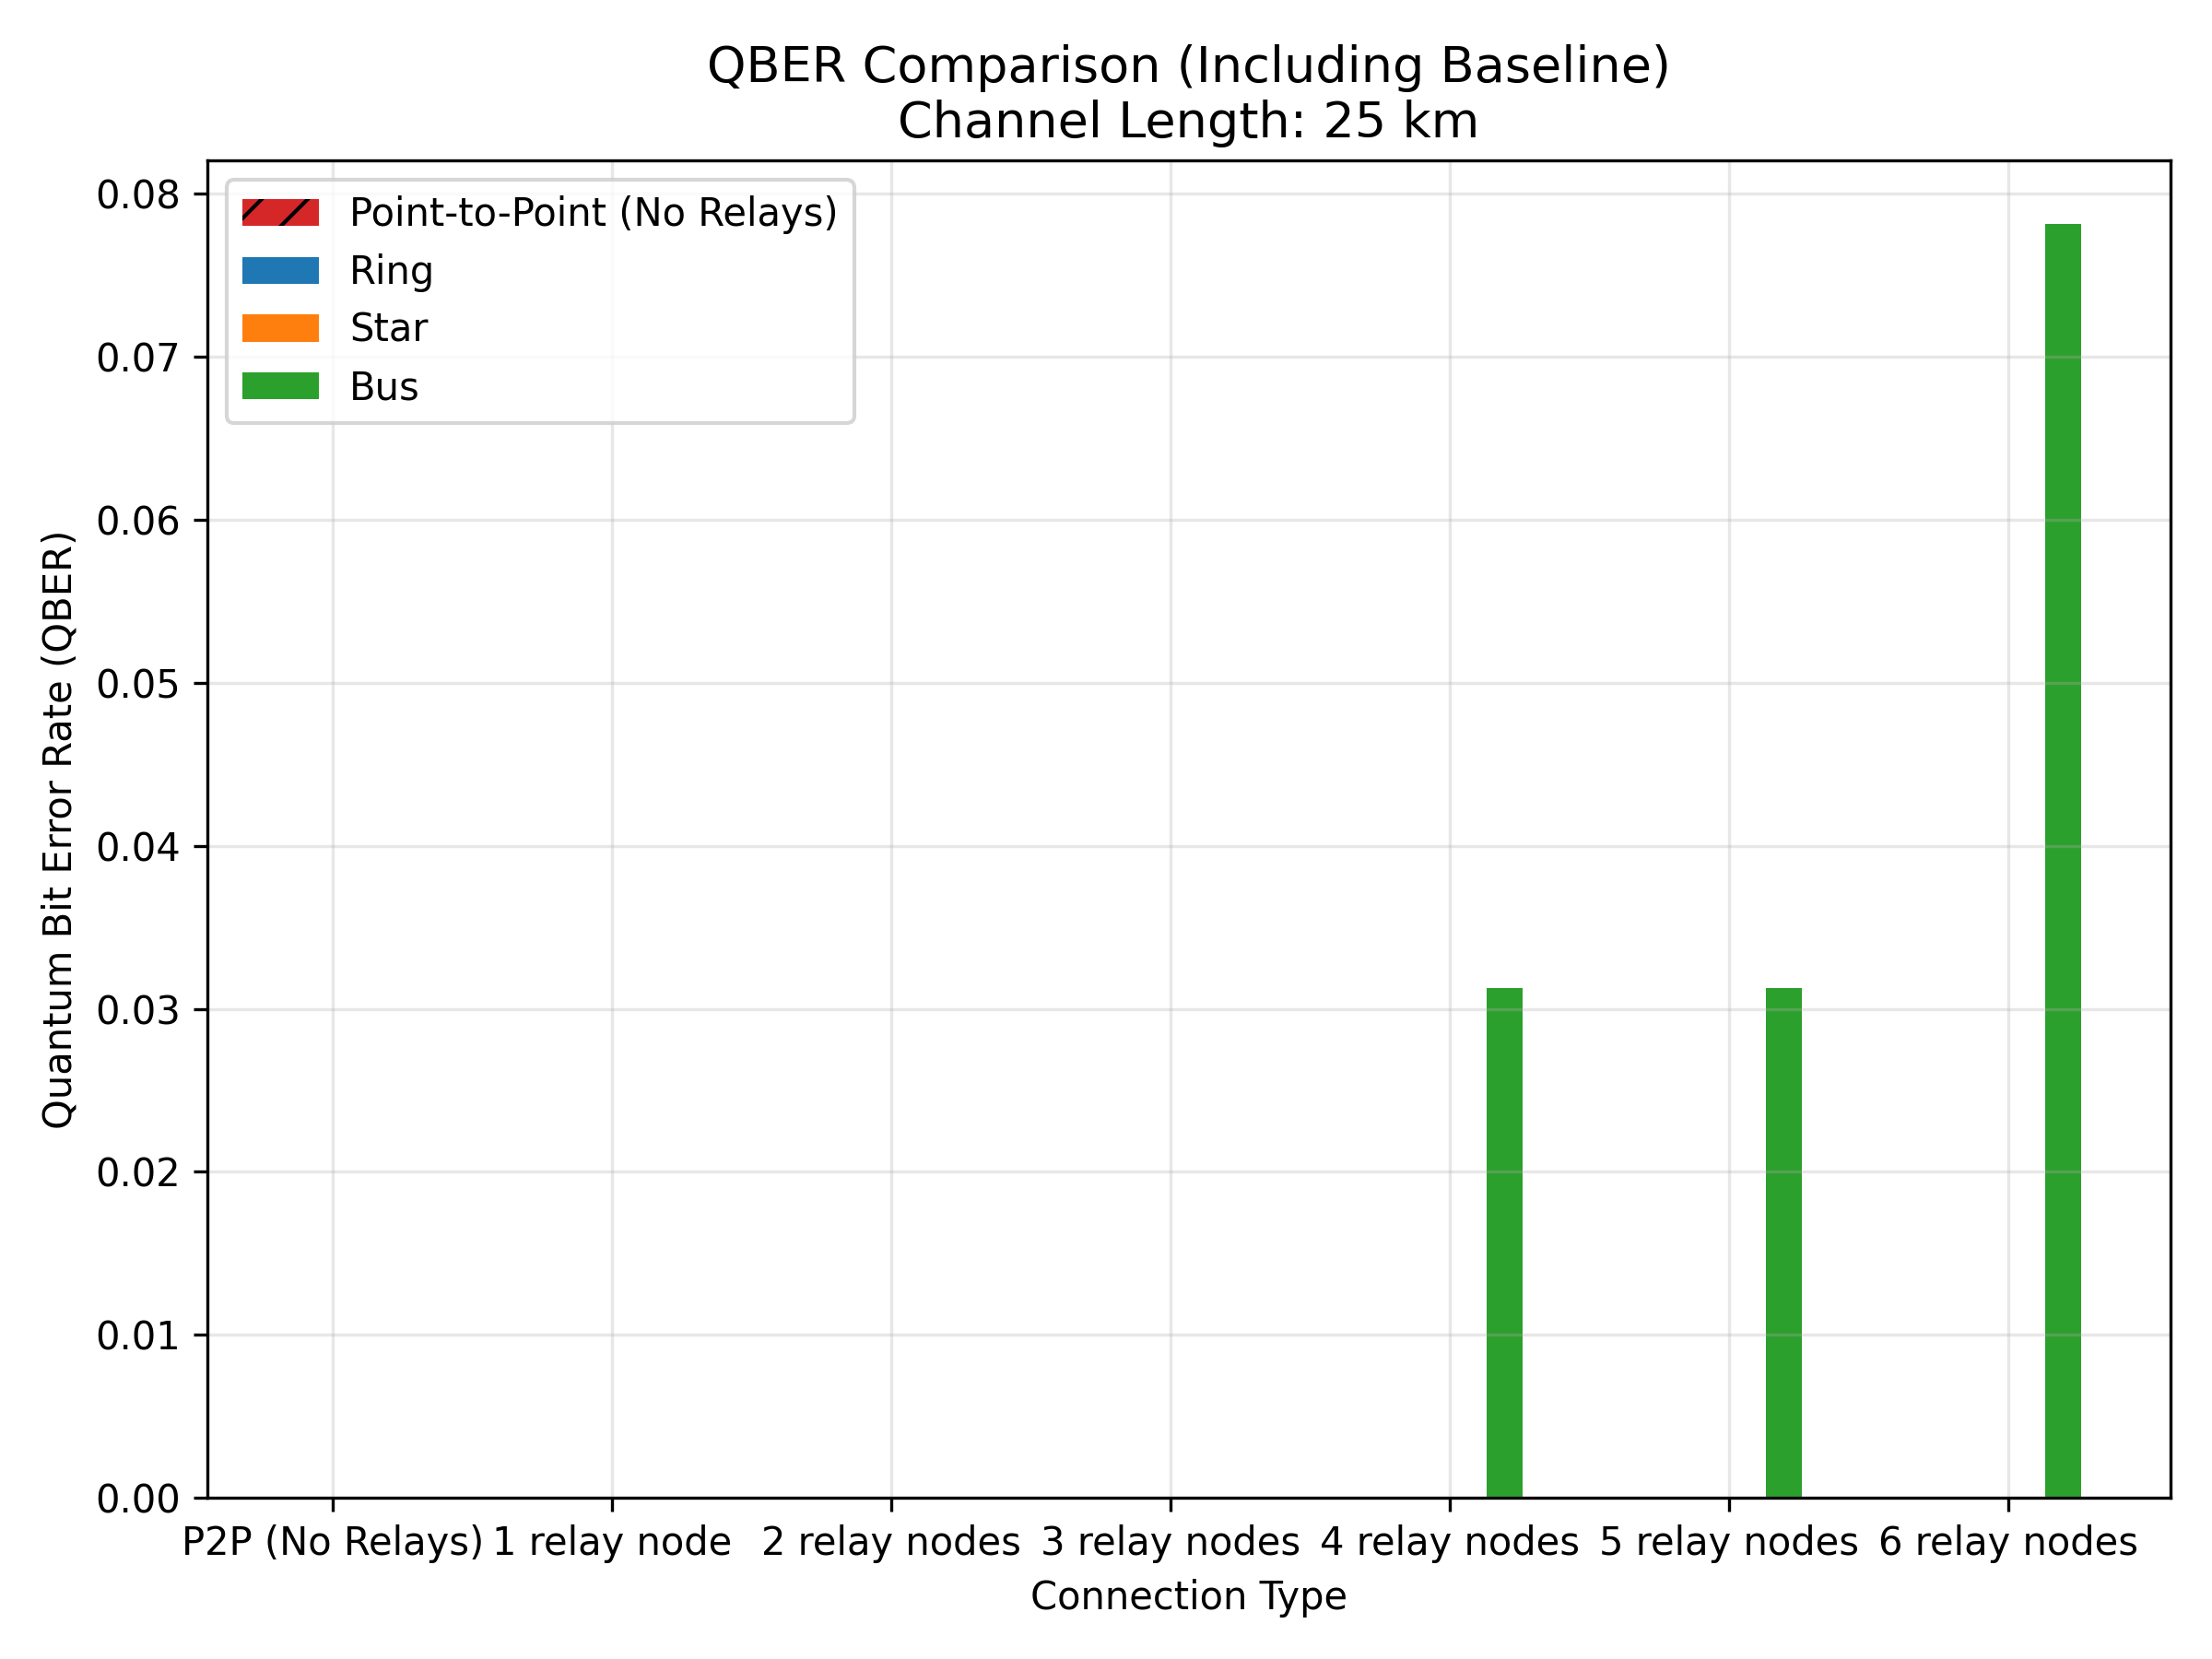 QBER Comparison (Including Baseline)
Channel Length: 25 km
Point-to-Point (No Relays)
Ring
Star
Bus
Quantum Bit Error Rate (QBER)
0.08
0.07
0.06
0.05
0.04
0.03
0.02
0.01
0.00
P2P (No Relays) 1 relay node 2 relay nodes 3 relay nodes 4 relay nodes 5 relay nodes 6 relay nodes
Connection Type